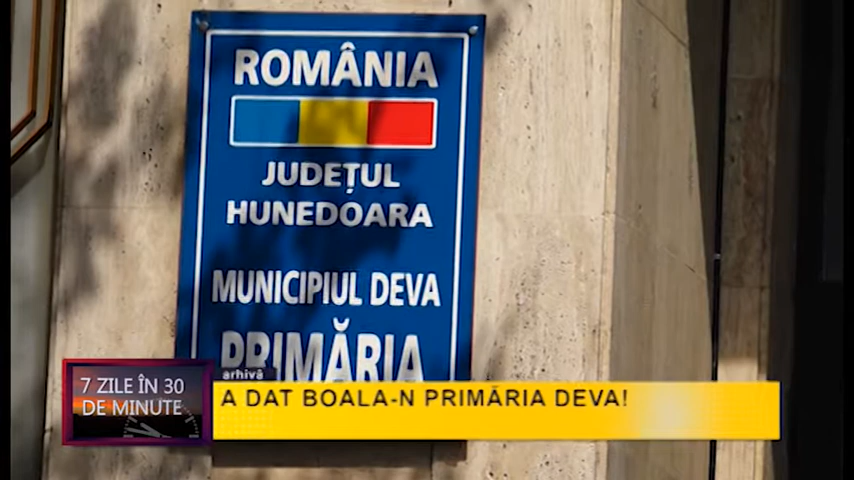 ROMÂNIA
JUDEȚUL
HUNEDOARA
MUNICIPIUL DEVA
PRIMĂRIA
arhivă
7 ZILE ÎN 30
DE MINUTE
A DAT BOALA-N PRIMĂRIA DEVA!